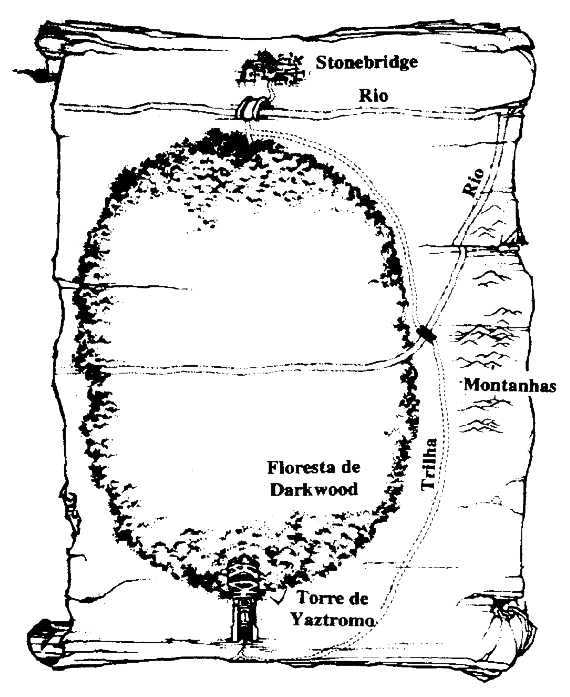 Stonebridge
Rio
Rio
Montanhas
Trilha
Floresta de
Darkwood
Torre de
Yaztromo